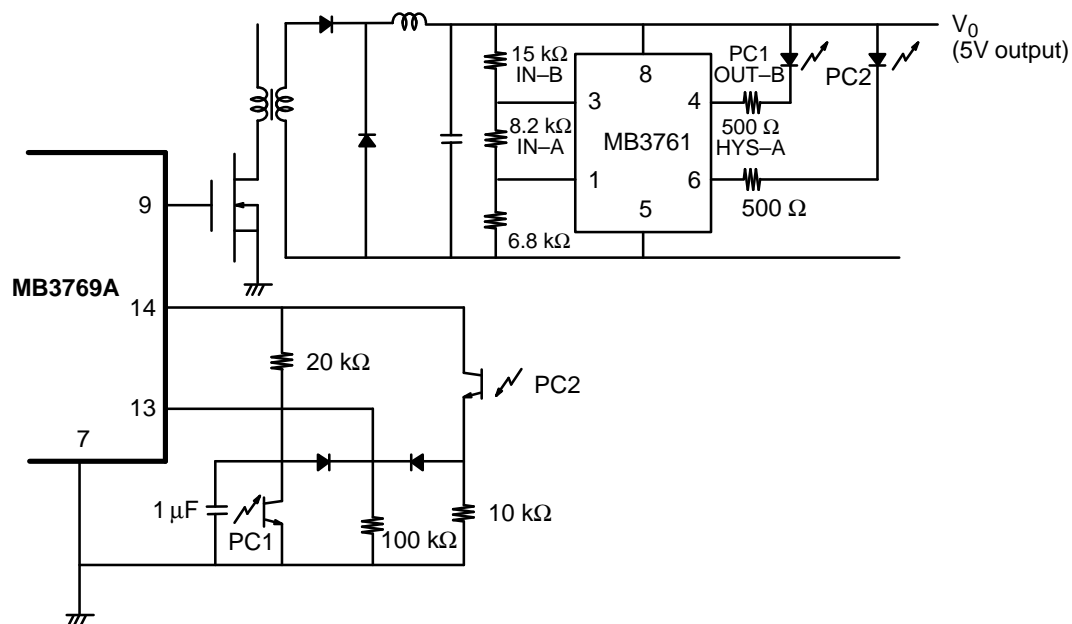 V0
(5V output)
15 kΩ
IN–B
8.2 kΩ
IN–A
6.8 kΩ
8
3
4
MB3761
1
6
5
PC1
OUT–B
PC2
500 Ω
HYS–A
500 Ω
9
MB3769A
14
13
7
20 kΩ
PC2
1 μF
PC1
100 kΩ
10 kΩ